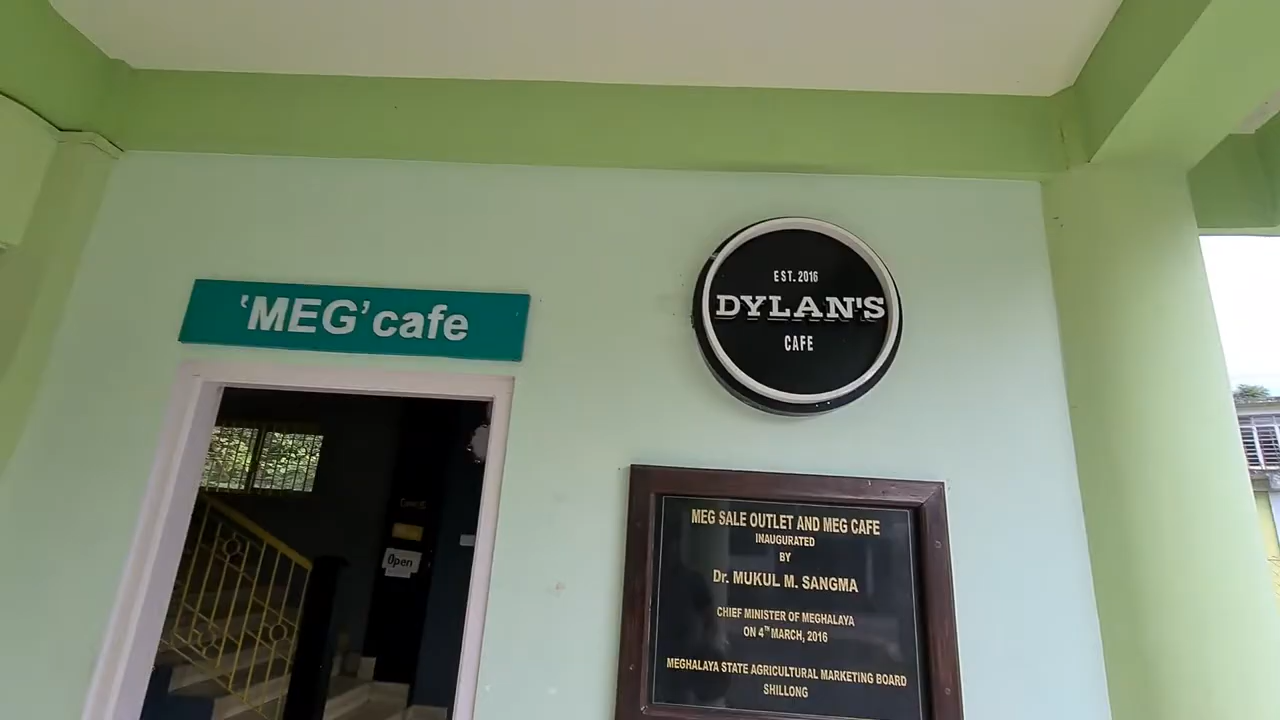 'MEG' cafe
EST. 2016
DYLAN'S
CAFE
Open
MEG SALE OUTLET AND MEG CAFE
INAUGURATED
BY
Dr. MUKUL M. SANGMA
CHIEF MINISTER OF MEGHALAYA
ON 4TH MARCH, 2016
MEGHALAYA STATE AGRICULTURAL MARKETING BOARD
SHILLONG